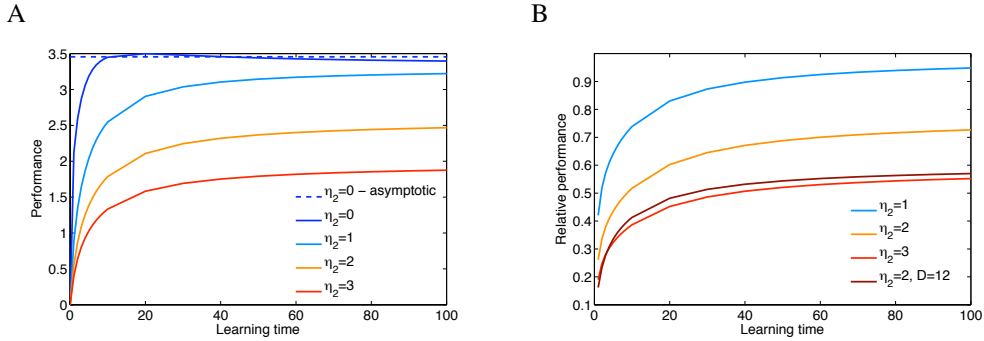 A
B
3.5
3
2.5
2
1.5
1
0.5
0
Performance
η2=0 – asymptotic
η2=0
η2=1
η2=2
η2=3
0 20 40 60 80 100
Learning time
0.9
0.8
0.7
0.6
0.5
0.4
0.3
0.2
0.1
Relative performance
η2=1
η2=2
η2=3
η2=2, D=12
0 20 40 60 80 100
Learning time